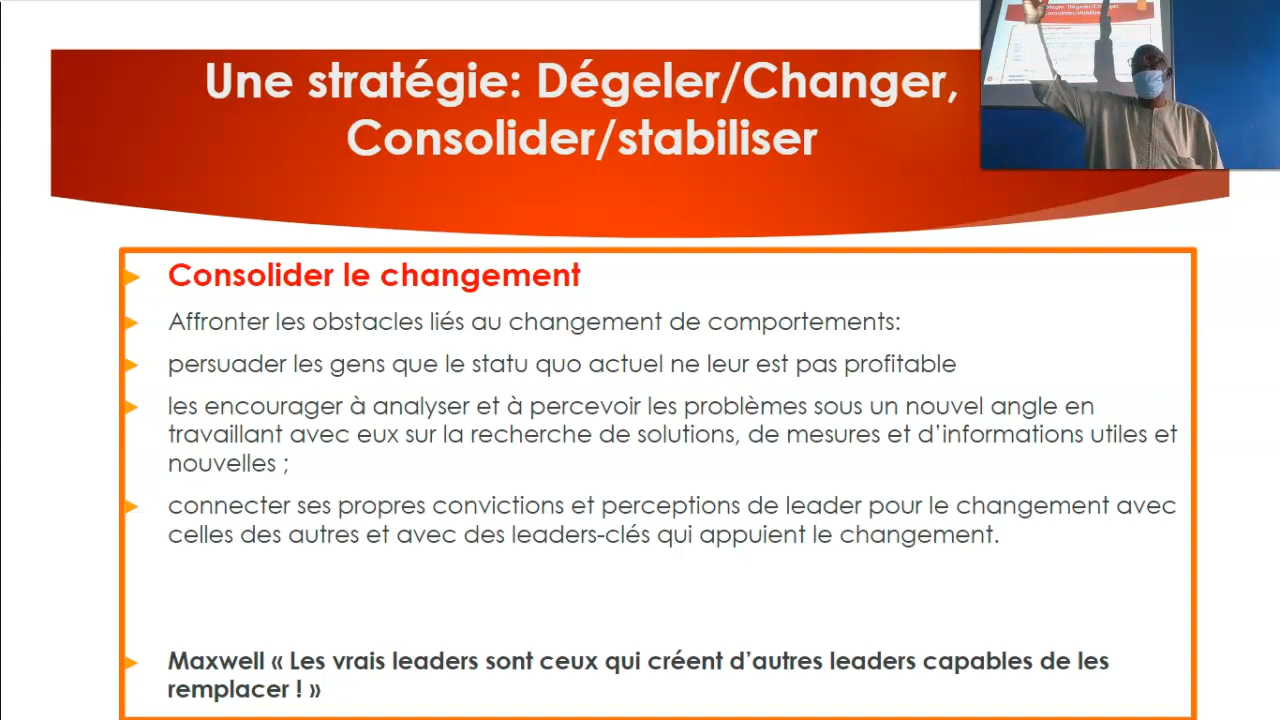 Une stratégie: Dégeler/Changer,
Consolider/stabiliser
Consolider le changement
Affronter les obstacles liés au changement de comportements:
persuader les gens que le statu quo actuel ne leur est pas profitable
les encourager à analyser et à percevoir les problèmes sous un nouvel angle en
travaillant avec eux sur la recherche de solutions, de mesures et d’informations utiles et
nouvelles ;
connecter ses propres convictions et perceptions de leader pour le changement avec
celles des autres et avec des leaders-clés qui appuient le changement.
Maxwell « Les vrais leaders sont ceux qui créent d’autres leaders capables de les
remplacer ! »